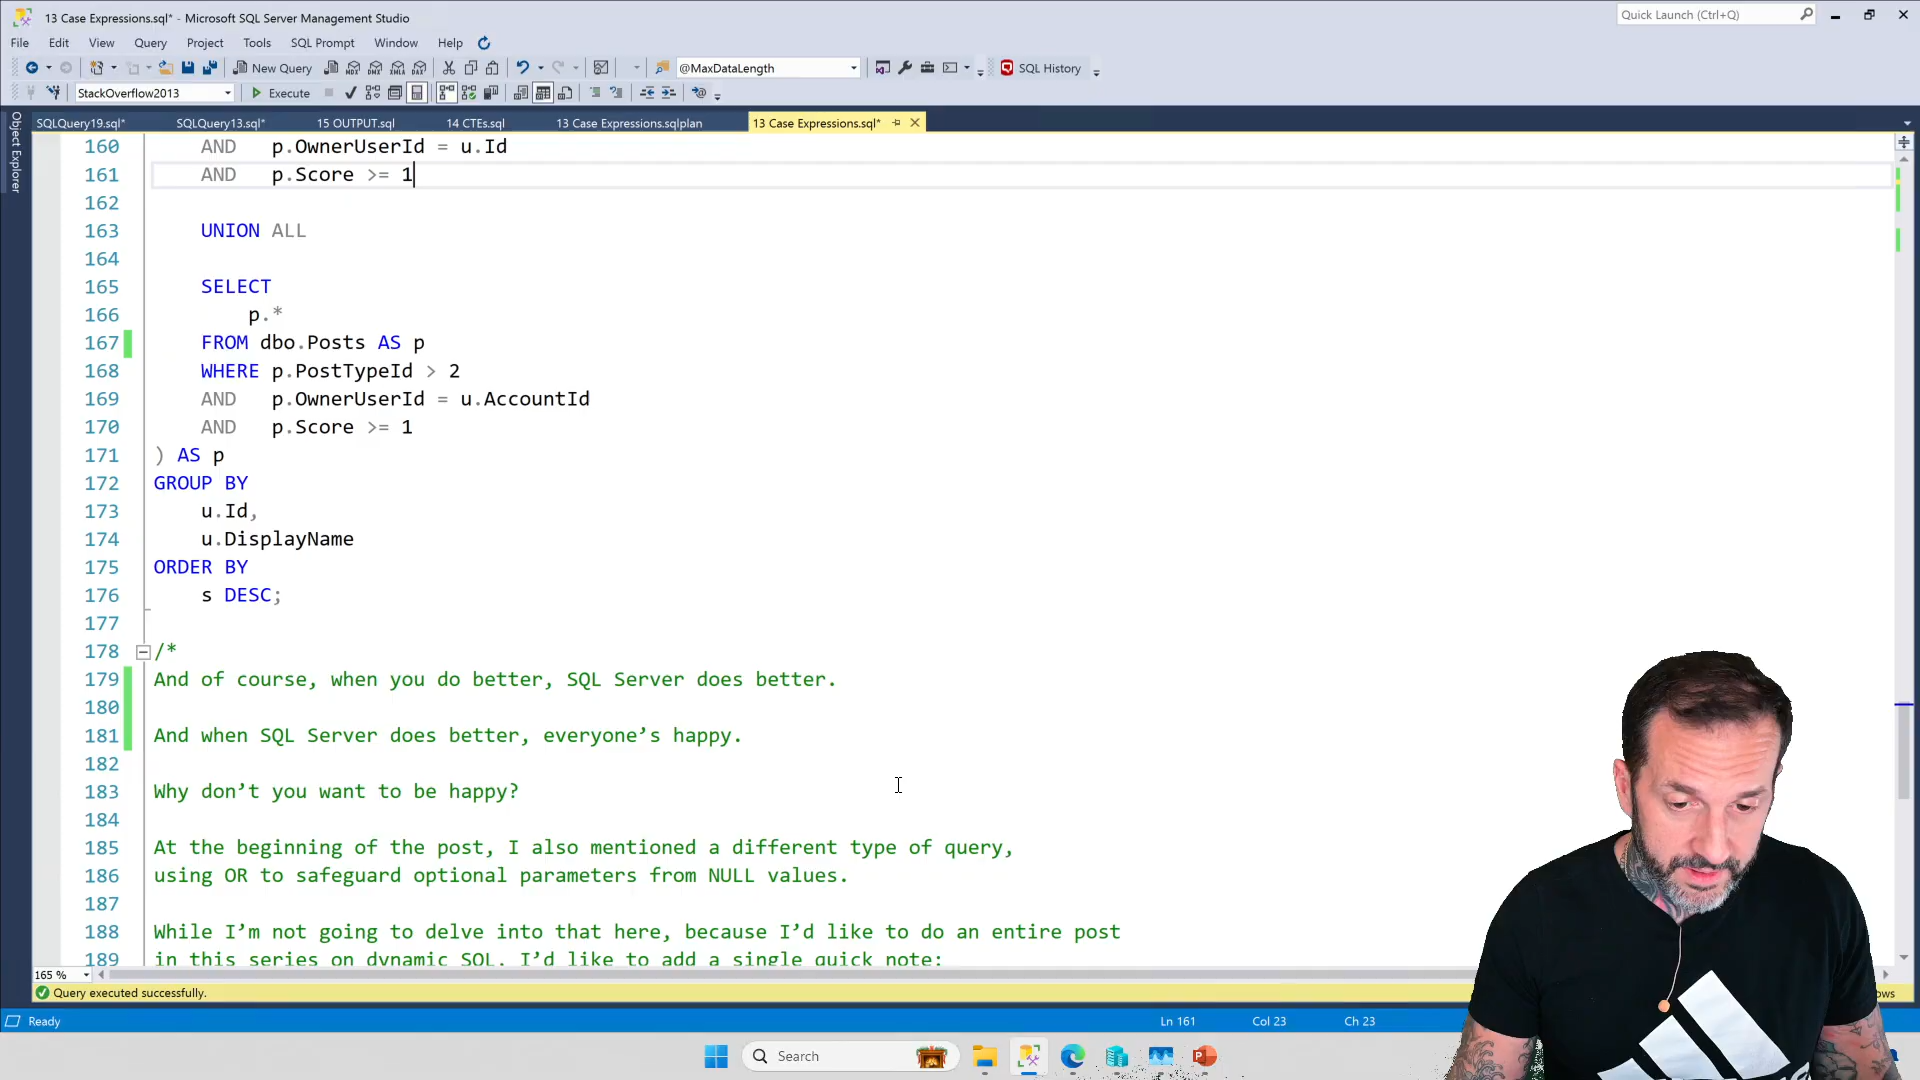 13 Case Expressions.sql* - Microsoft SQL Server Management Studio
Quick Launch (Ctrl+Q)
File Edit View Query Project Tools SQL Prompt Window Help
New Query MDX DMX XMLA DAX @MaxDataLength SQL History
StackOverflow2013 Execute
SQLQuery19.sql* SQLQuery13.sql* 15 OUTPUT.sql 14 CTEs.sql 13 Case Expressions.sqlplan 13 Case Expressions.sql*
Object Explorer
160 AND p.OwnerUserId = u.Id
161 AND p.Score >= 1
162
163 UNION ALL
164
165 SELECT
166 p.*
167 FROM dbo.Posts AS p
168 WHERE p.PostTypeId > 2
169 AND p.OwnerUserId = u.AccountId
170 AND p.Score >= 1
171 ) AS p
172 GROUP BY
173 u.Id,
174 u.DisplayName
175 ORDER BY
176 s DESC;
177
178 /*
179 And of course, when you do better, SQL Server does better.
180
181 And when SQL Server does better, everyone’s happy.
182
183 Why don’t you want to be happy?
184
185 At the beginning of the post, I also mentioned a different type of query,
186 using OR to safeguard optional parameters from NULL values.
187
188 While I’m not going to delve into that here, because I’d like to do an entire post
189 in this series on dynamic SQL, I’d like to add a single quick note:
165 %
Query executed successfully.
Ready Ln 161 Col 23 Ch 23
Search